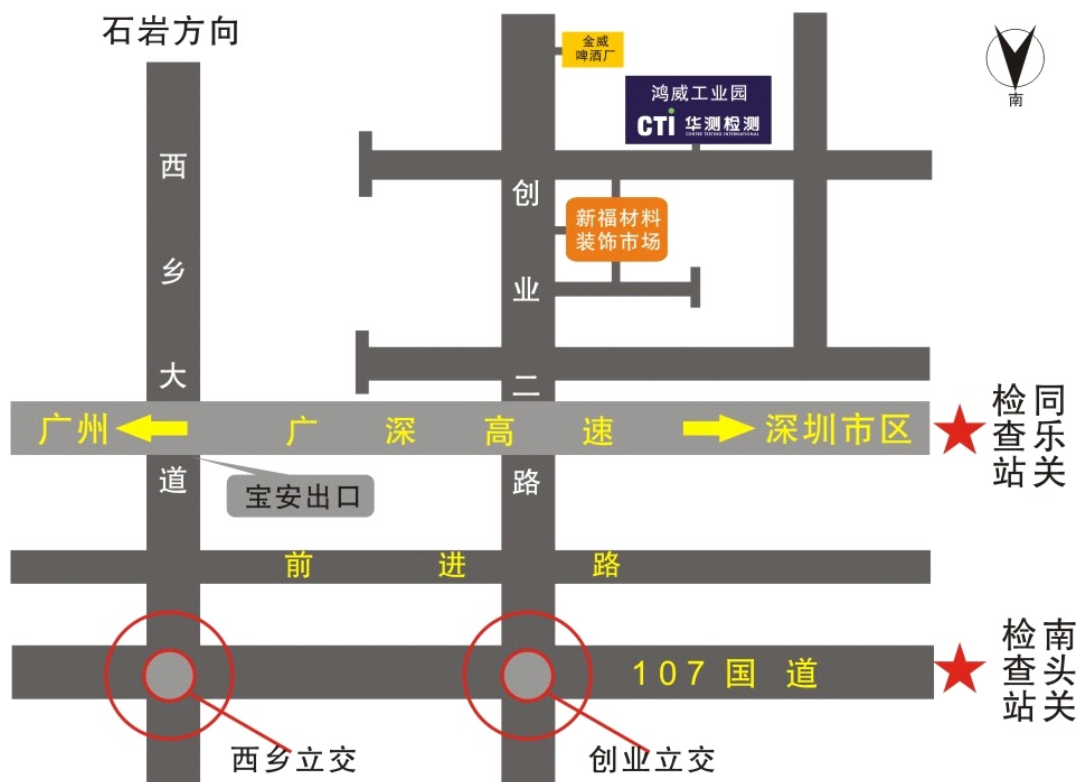 石岩方向
金威
啤酒厂
南
鸿威工业园
CTI 华测检测
CENTRE TESTING INTERNATIONAL
西乡大道
创业二路
新福材料
装饰市场
广州
广深高速
深圳市区
同乐关
检查站
宝安出口
前进路
107国道
南头关
检查站
西乡立交
创业立交